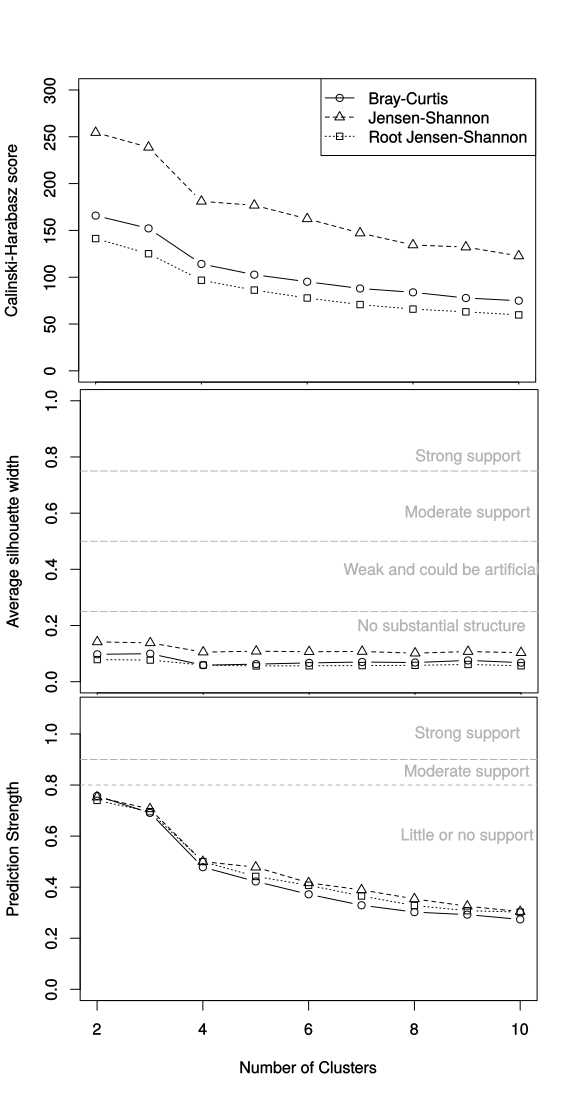 Calinski-Harabasz score
300
250
200
150
100
50
0
Bray-Curtis
Jensen-Shannon
Root Jensen-Shannon
Average silhouette width
1.0
0.8
0.6
0.4
0.2
0.0
Strong support
Moderate support
Weak and could be artificial
No substantial structure
Prediction Strength
1.0
0.8
0.6
0.4
0.2
0.0
Strong support
Moderate support
Little or no support
2 4 6 8 10
Number of Clusters